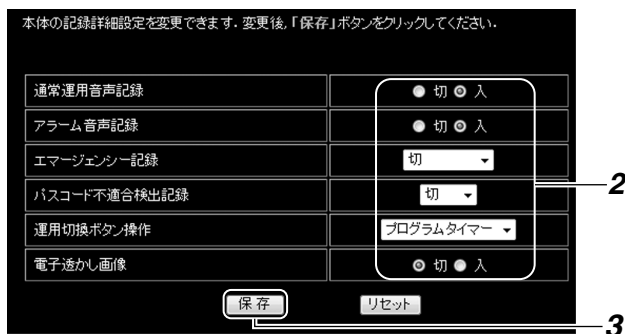 本体の記録詳細設定を変更できます．変更後，「保存」ボタンをクリックしてください．
通常運用音声記録 切 入
アラーム音声記録 切 入
エマージェンシー記録 切
パスコード不適合検出記録 切
2
運用切換ボタン操作 プログラムタイマー
電子透かし画像 切 入
保存 リセット
3